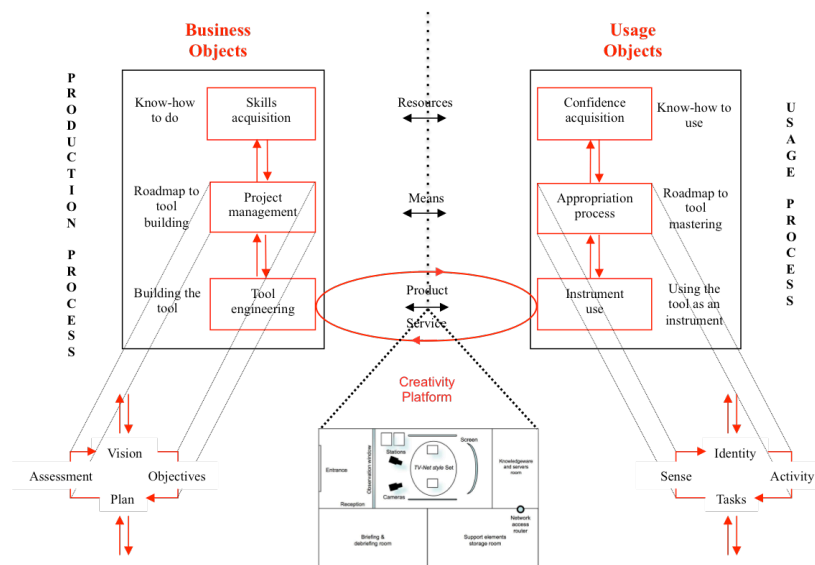 Business
Objects
Usage
Objects
PRODUCTION PROCESS
USAGE PROCESS
Know-how
to do
Skills
acquisition
Resources
Confidence
acquisition
Know-how to
use
Roadmap to
tool
building
Project
management
Means
Appropriation
process
Roadmap to
tool
mastering
Building the
tool
Tool
engineering
Product
Service
Instrument
use
Using the
tool as an
instrument
Creativity
Platform
Vision
Assessment
Objectives
Plan
Identity
Sense
Activity
Tasks
Entrance
Reception
Observation window
Stations
Cameras
TV-Net style Set
Screen
Knowledgeware
and servers
room
Network
access
router
Briefing &
debriefing room
Support elements
storage room